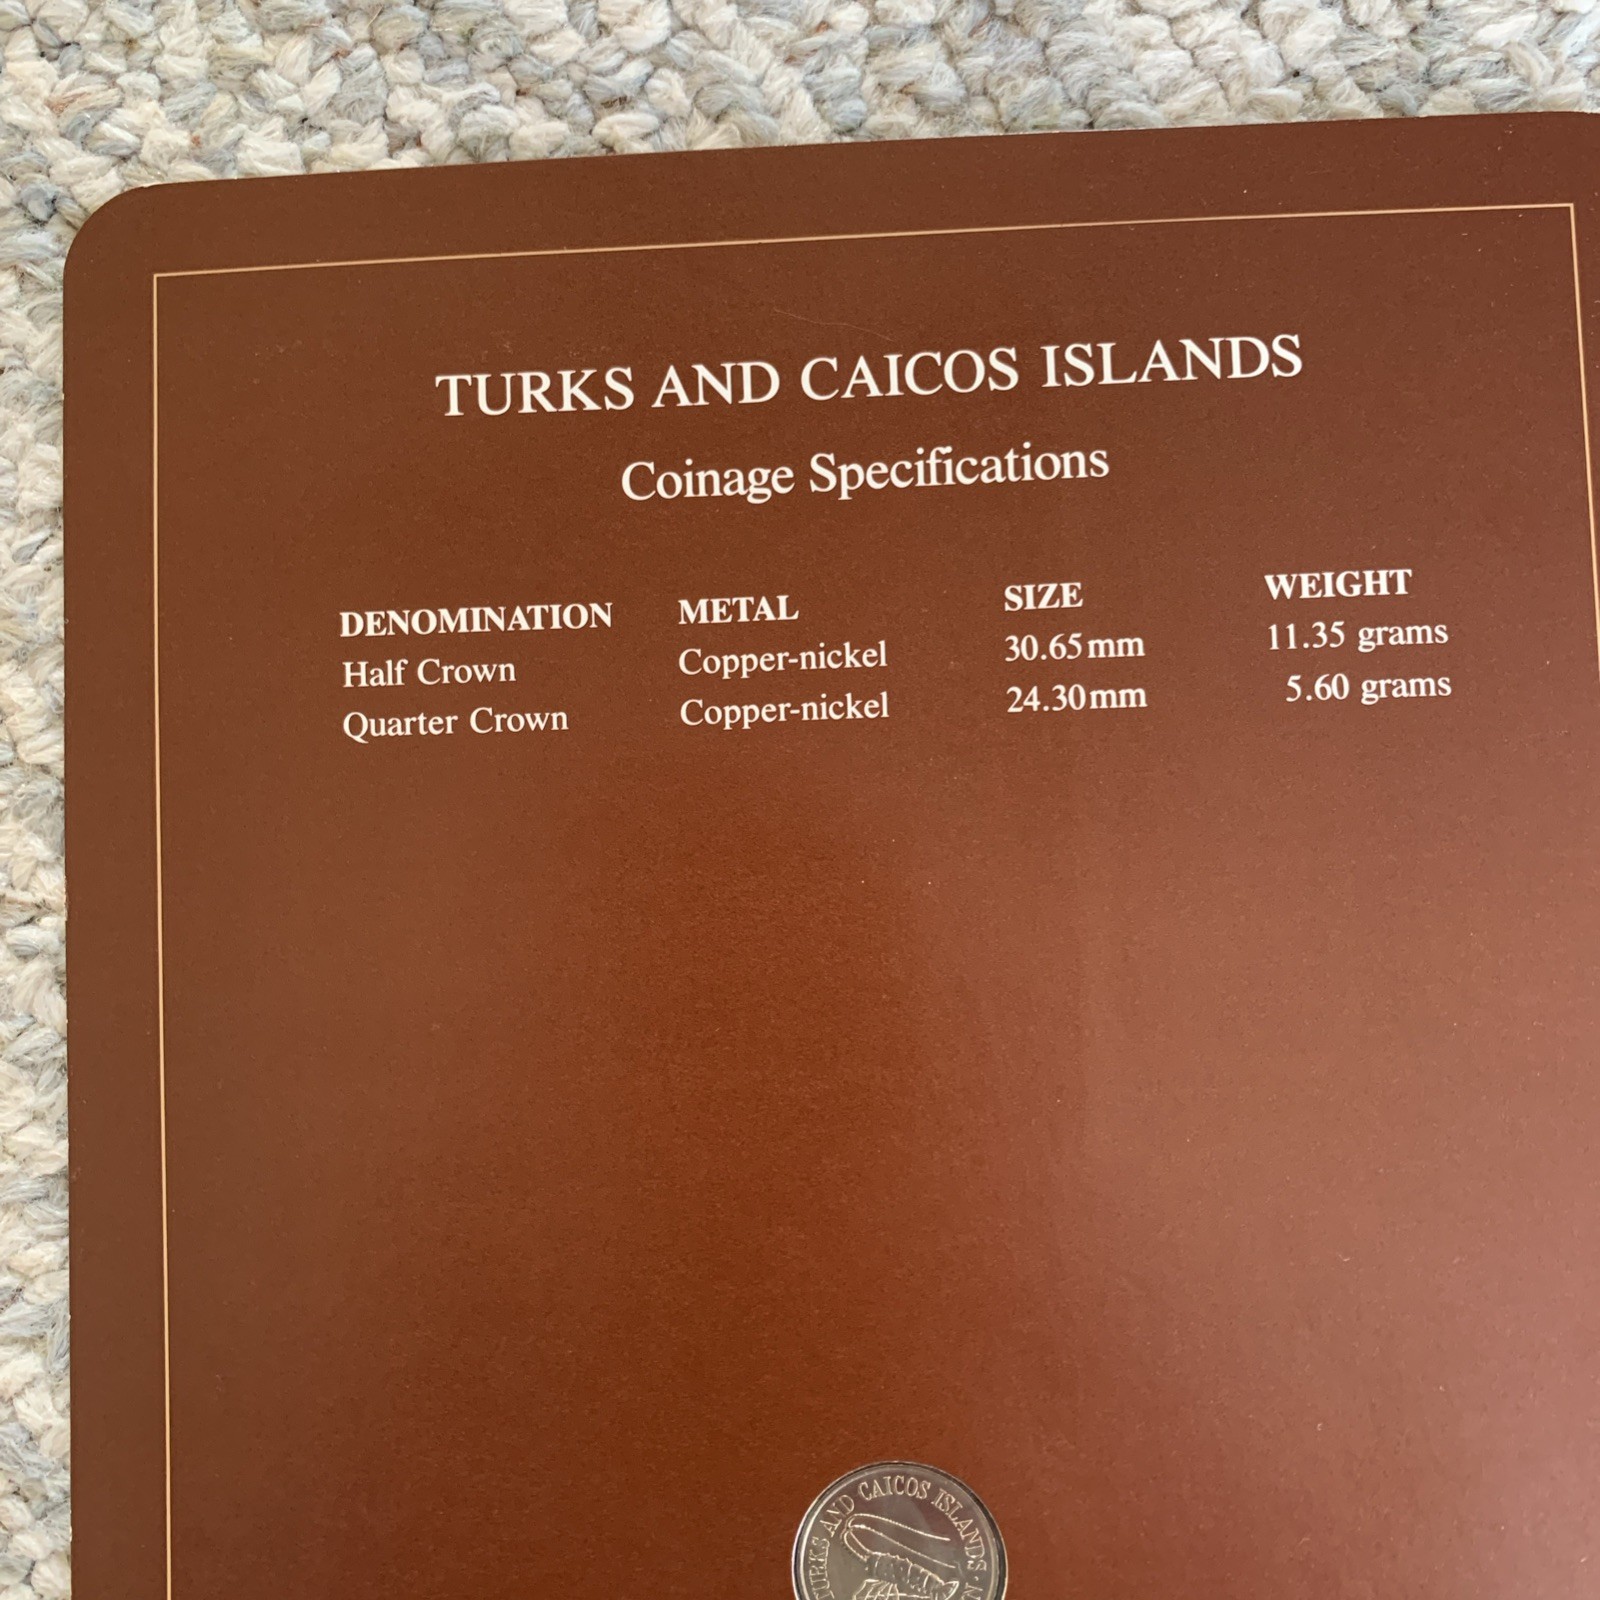 TURKS AND CAICOS ISLANDS
Coinage Specifications
DENOMINATION METAL SIZE WEIGHT
Half Crown Copper-nickel 30.65mm 11.35 grams
Quarter Crown Copper-nickel 24.30mm 5.60 grams
TURKS AND CAICOS ISLANDS